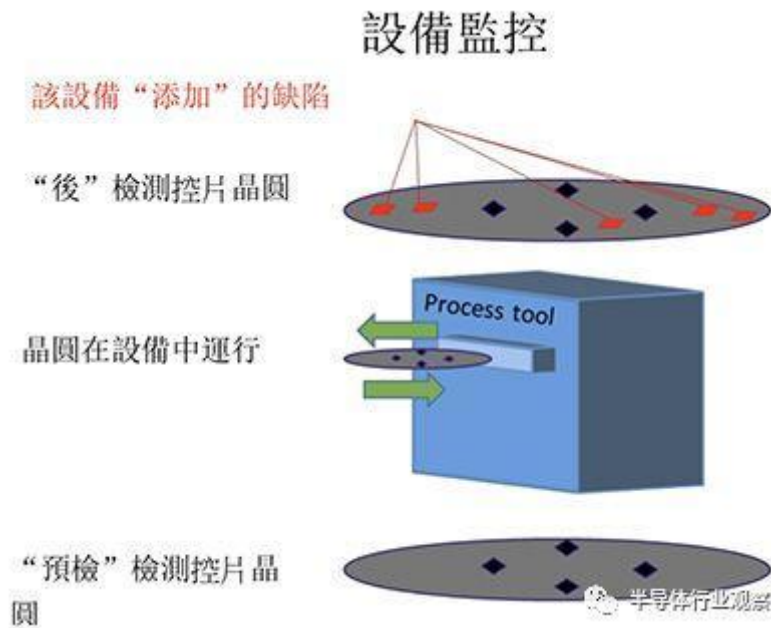 設備監控
該設備“添加”的缺陷
“後”檢測控片晶圓
Process tool
晶圓在設備中運行
“預檢”檢測控片晶
圓
半导体行业观察